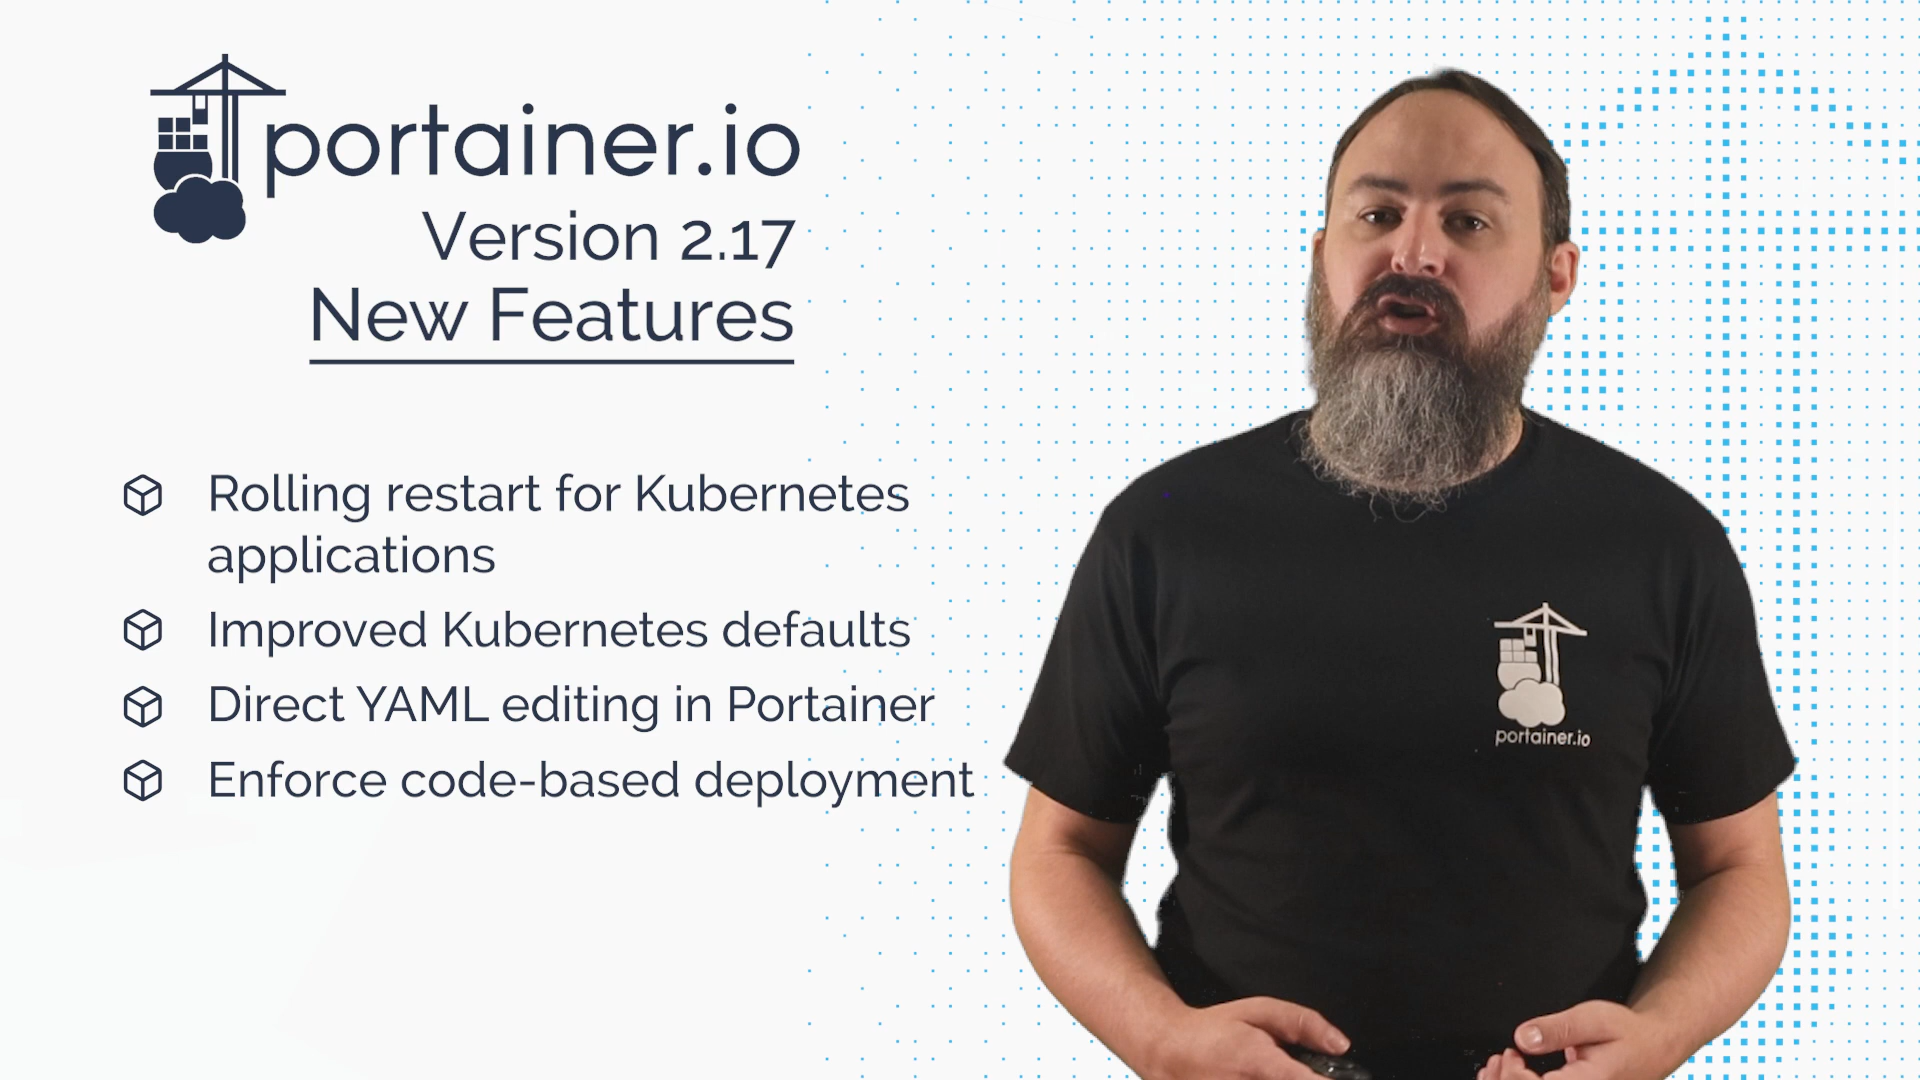 portainer.io
Version 2.17
New Features
Rolling restart for Kubernetes
applications
Improved Kubernetes defaults
Direct YAML editing in Portainer
Enforce code-based deployment
portainer.io